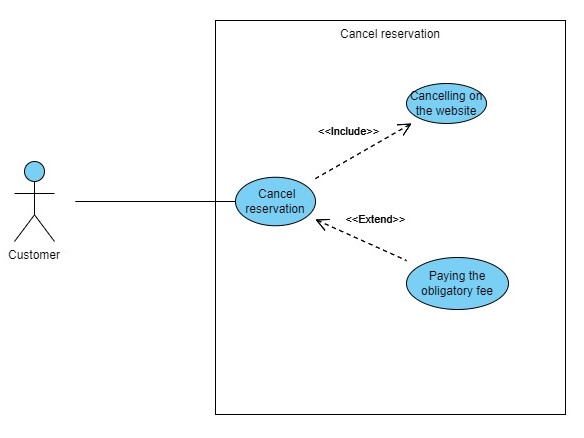 Cancel reservation
Cancelling on
the website
<<Include>>
Cancel
reservation
<<Extend>>
Customer
Paying the
obligatory fee